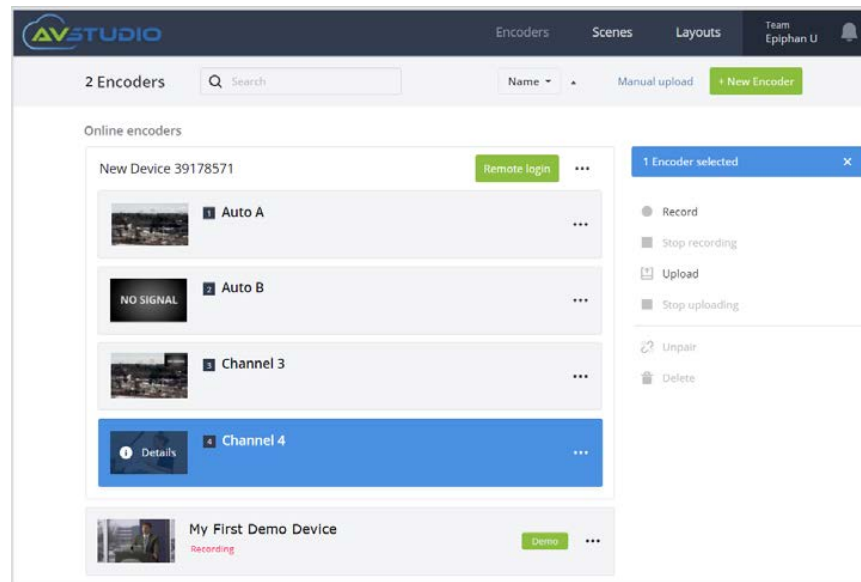 AVSTUDIO
Encoders
Scenes
Layouts
Team
Epiphan U
2 Encoders
Search
Name
Manual upload
+ New Encoder
Online encoders
New Device 39178571
Remote login
1 Encoder selected
1 Auto A
Record
Stop recording
NO SIGNAL
2 Auto B
Upload
Stop uploading
3 Channel 3
Unpair
Delete
Details
4 Channel 4
My First Demo Device
Recording
Demo